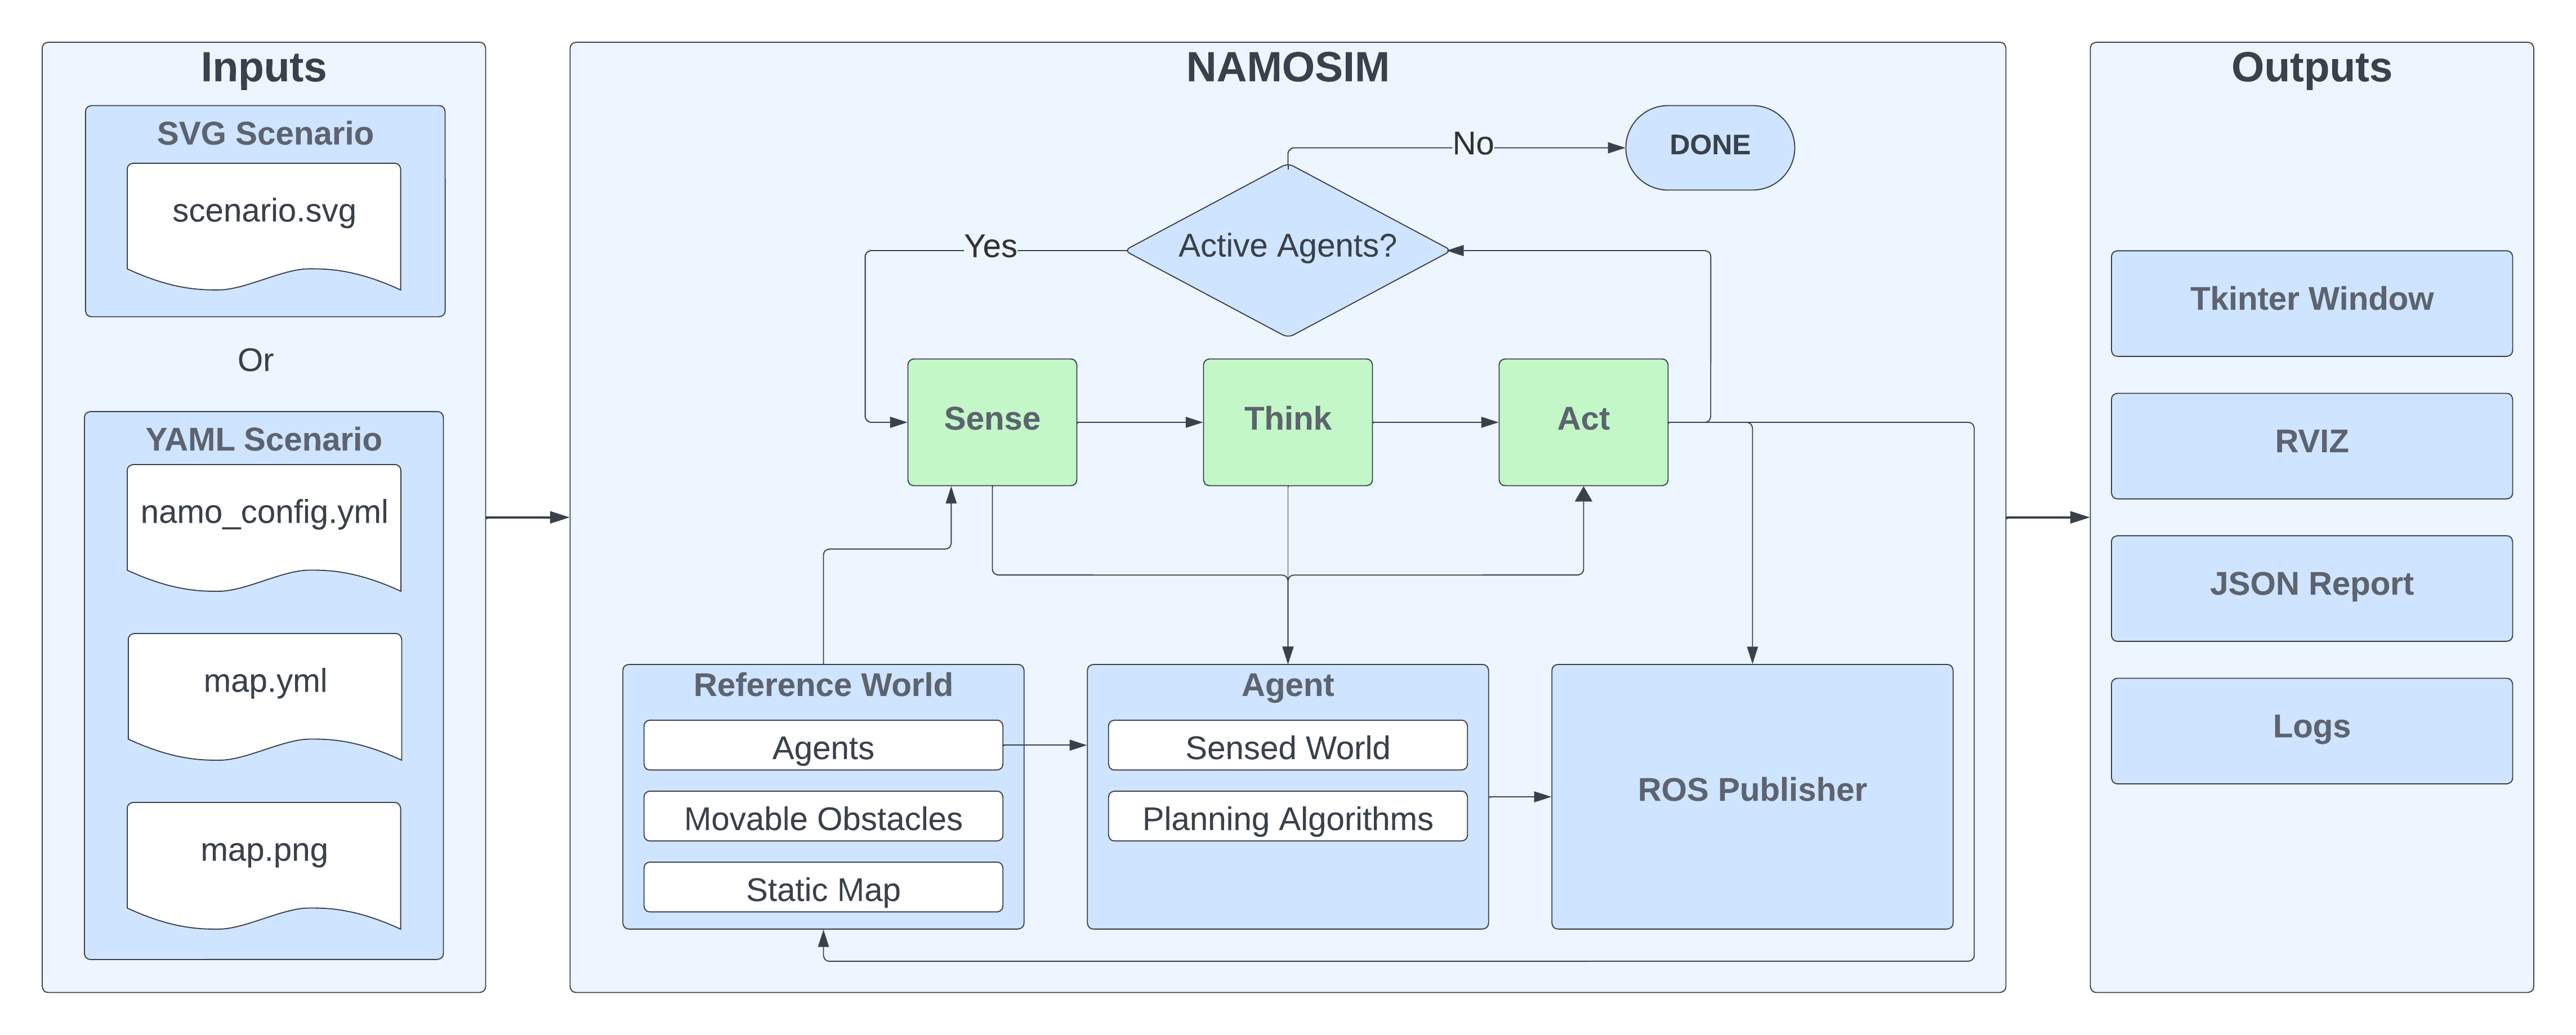 Inputs
SVG Scenario
scenario.svg
Or
YAML Scenario
namo_config.yml
map.yml
map.png
NAMOSIM
No
DONE
Yes
Active Agents?
Sense
Think
Act
Reference World
Agents
Movable Obstacles
Static Map
Agent
Sensed World
Planning Algorithms
ROS Publisher
Outputs
Tkinter Window
RVIZ
JSON Report
Logs